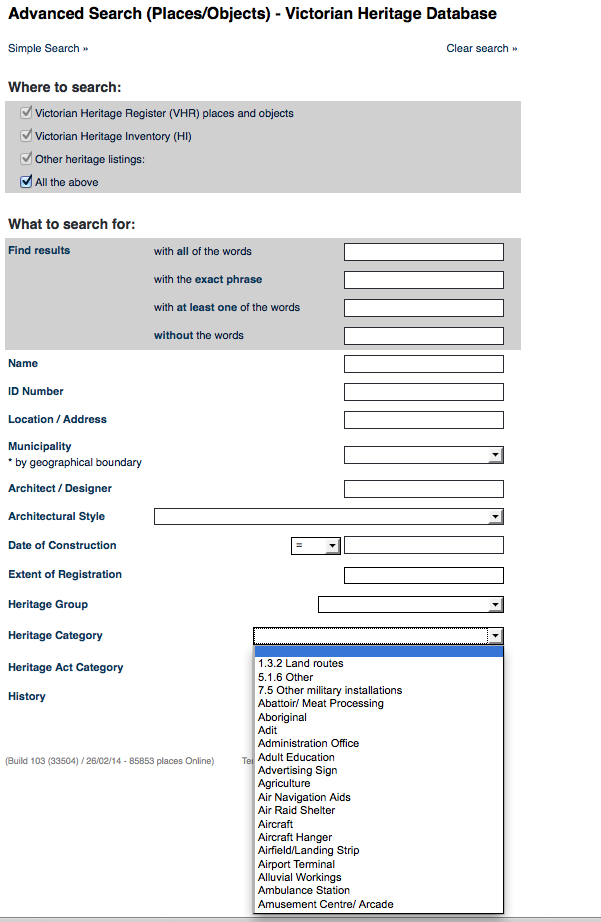 Advanced Search (Places/Objects) - Victorian Heritage Database
Simple Search » Clear search »
Where to search:
Victorian Heritage Register (VHR) places and objects
Victorian Heritage Inventory (HI)
Other heritage listings:
All the above
What to search for:
Find results with all of the words
with the exact phrase
with at least one of the words
without the words
Name
ID Number
Location / Address
Municipality
* by geographical boundary
Architect / Designer
Architectural Style
Date of Construction =
Extent of Registration
Heritage Group
Heritage Category
Heritage Act Category
History
(Build 103 (33504) / 26/02/14 - 85853 places Online)
1.3.2 Land routes
5.1.6 Other
7.5 Other military installations
Abattoir/ Meat Processing
Aboriginal
Adit
Administration Office
Adult Education
Advertising Sign
Agriculture
Air Navigation Aids
Air Raid Shelter
Aircraft
Aircraft Hanger
Airfield/Landing Strip
Airport Terminal
Alluvial Workings
Ambulance Station
Amusement Centre/ Arcade